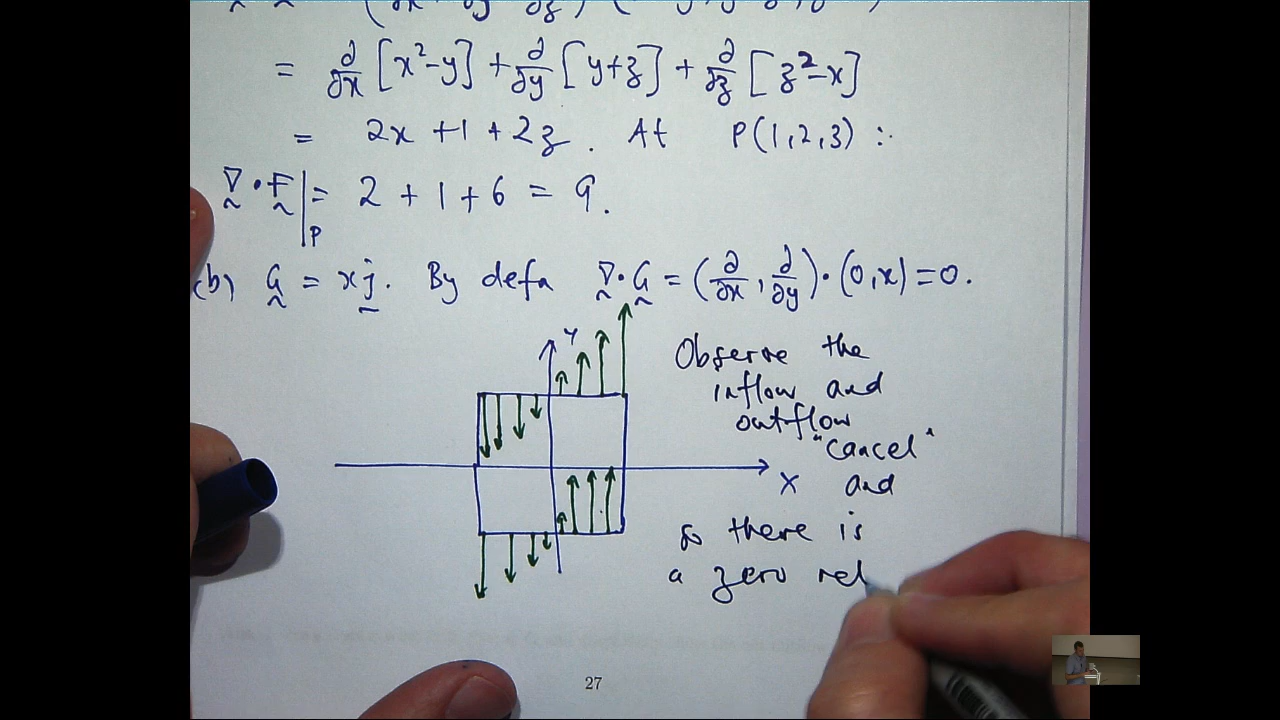 = ∂/∂x [x²-y] + ∂/∂y [y+z] + ∂/∂z [z²-x]
= 2x + 1 + 2z . At P(1,2,3) :
∇ · F |P = 2 + 1 + 6 = 9.
(b) G = xj. By defn ∇ · G = (∂/∂x, ∂/∂y) · (0,x) = 0.
y
Observe the
inflow and
outflow
"cancel"
x and
so there is
a zero net
27